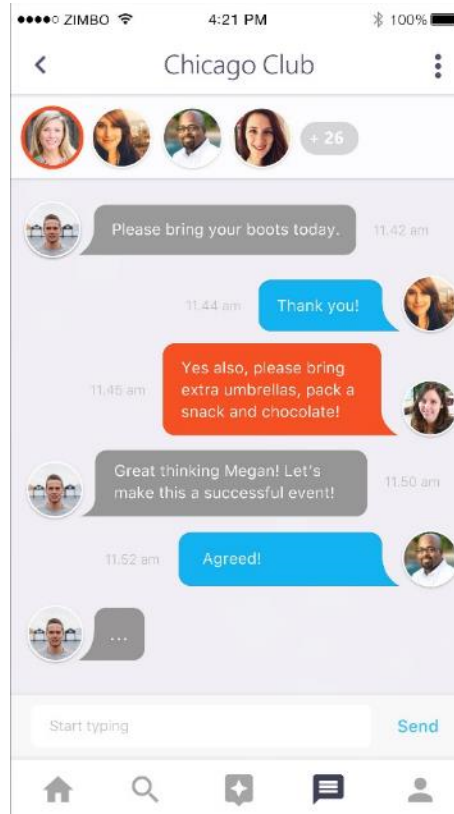 ZIMBO 4:21 PM 100%
Chicago Club
+ 26
Please bring your boots today.
11.42 am
11.44 am
Thank you!
Yes also, please bring
extra umbrellas, pack a
snack and chocolate!
11.45 am
Great thinking Megan! Let's
make this a successful event!
11.50 am
11.52 am
Agreed!
...
Start typing
Send